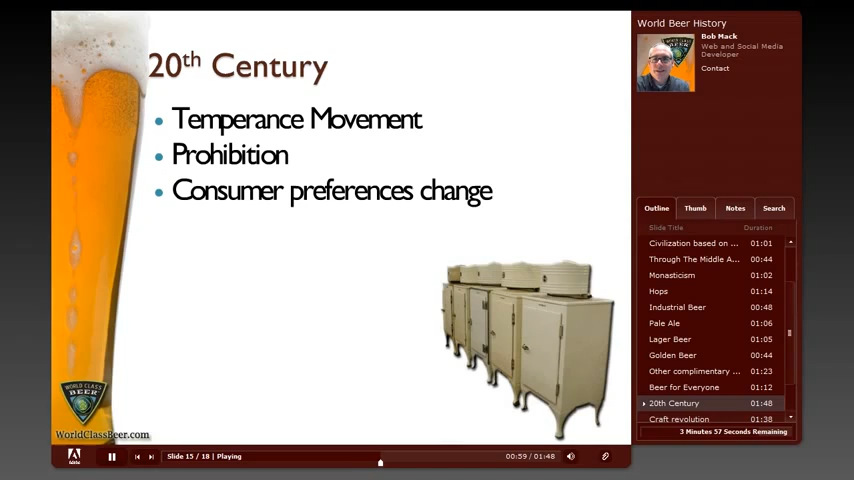 20th Century
• Temperance Movement
• Prohibition
• Consumer preferences change
WORLD CLASS
BEER
WorldClassBeer.com
World Beer History
Bob Mack
Web and Social Media
Developer
Contact
Outline Thumb Notes Search
Slide Title Duration
Civilization based on ... 01:01
Through The Middle A... 00:44
Monasticism 01:02
Hops 01:14
Industrial Beer 00:48
Pale Ale 01:06
Lager Beer 01:05
Golden Beer 00:44
Other complimentary ... 01:23
Beer for Everyone 01:12
20th Century 01:48
Craft revolution 01:38
3 Minutes 57 Seconds Remaining
Adobe
Slide 15 / 18 | Playing
00:59 / 01:48